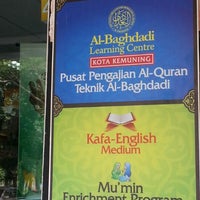 Al-Baghdadi
Learning Centre
KOTA KEMUNING
Pusat Pengajian Al-Quran
Teknik Al-Baghdadi
Kafa-English
Medium
Mu'min
Enrichment Program